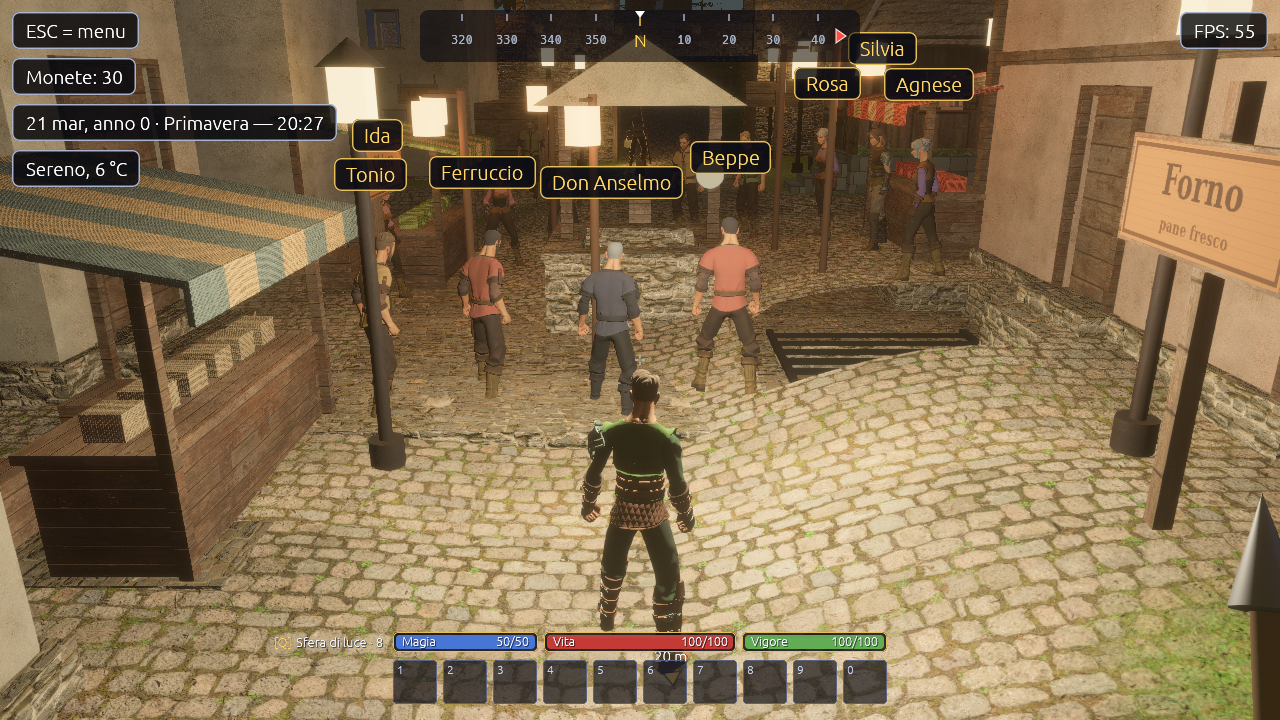 ESC = menu
Monete: 30
21 mar, anno 0 · Primavera — 20:27
Sereno, 6 °C
320 330 340 350 N 10 20 30 40
FPS: 55
Silvia
Rosa
Agnese
Ida
Tonio
Ferruccio
Don Anselmo
Beppe
Forno
pane fresco
Sfera di luce 8
Magia 50/50
Vita 100/100
Vigore 100/100
20 m
1 2 3 4 5 6 7 8 9 0